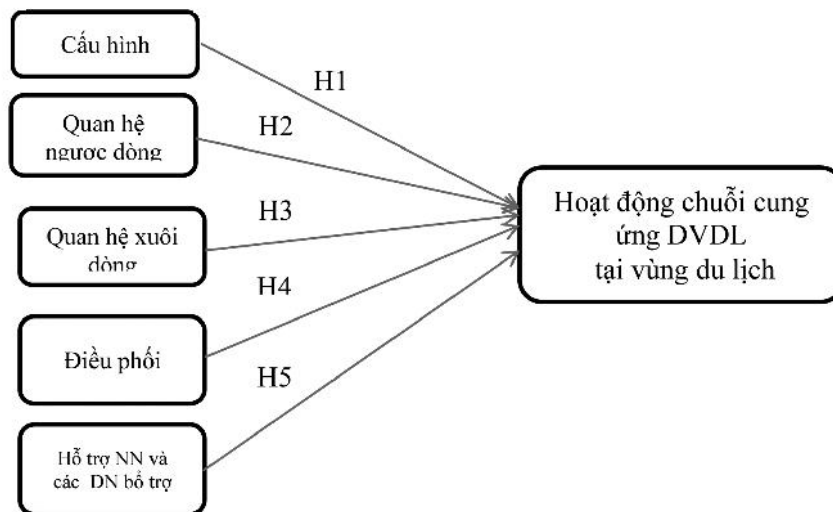 Cấu hình
H1
Quan hệ
ngược dòng
H2
Quan hệ xuôi
dòng
H3
Điều phối
H4
Hỗ trợ NN và
các DN bổ trợ
H5
Hoạt động chuỗi cung
ứng DVDL
tại vùng du lịch